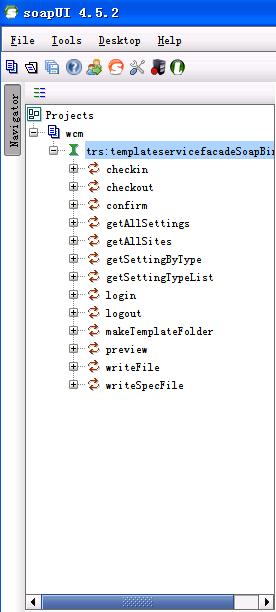 soapUI 4.5.2
File Tools Desktop Help
Navigator
Projects
wcm
trs:templateservicefacadeSoapBin
checkin
checkout
confirm
getAllSettings
getAllSites
getSettingByType
getSettingTypeList
login
logout
makeTemplateFolder
preview
writeFile
writeSpecFile